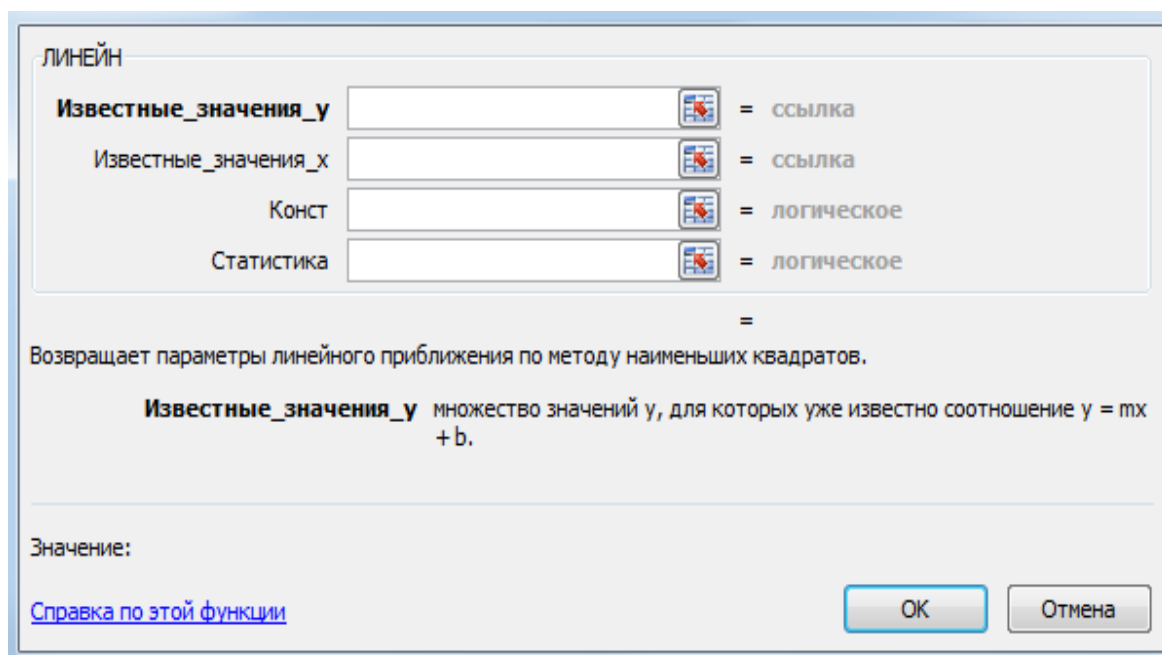 ЛИНЕЙН
Известные_значения_y = ссылка
Известные_значения_x = ссылка
Конст = логическое
Статистика = логическое
=
Возвращает параметры линейного приближения по методу наименьших квадратов.
Известные_значения_y множество значений y, для которых уже известно соотношение y = mx
+ b.
Значение:
Справка по этой функции
ОК Отмена